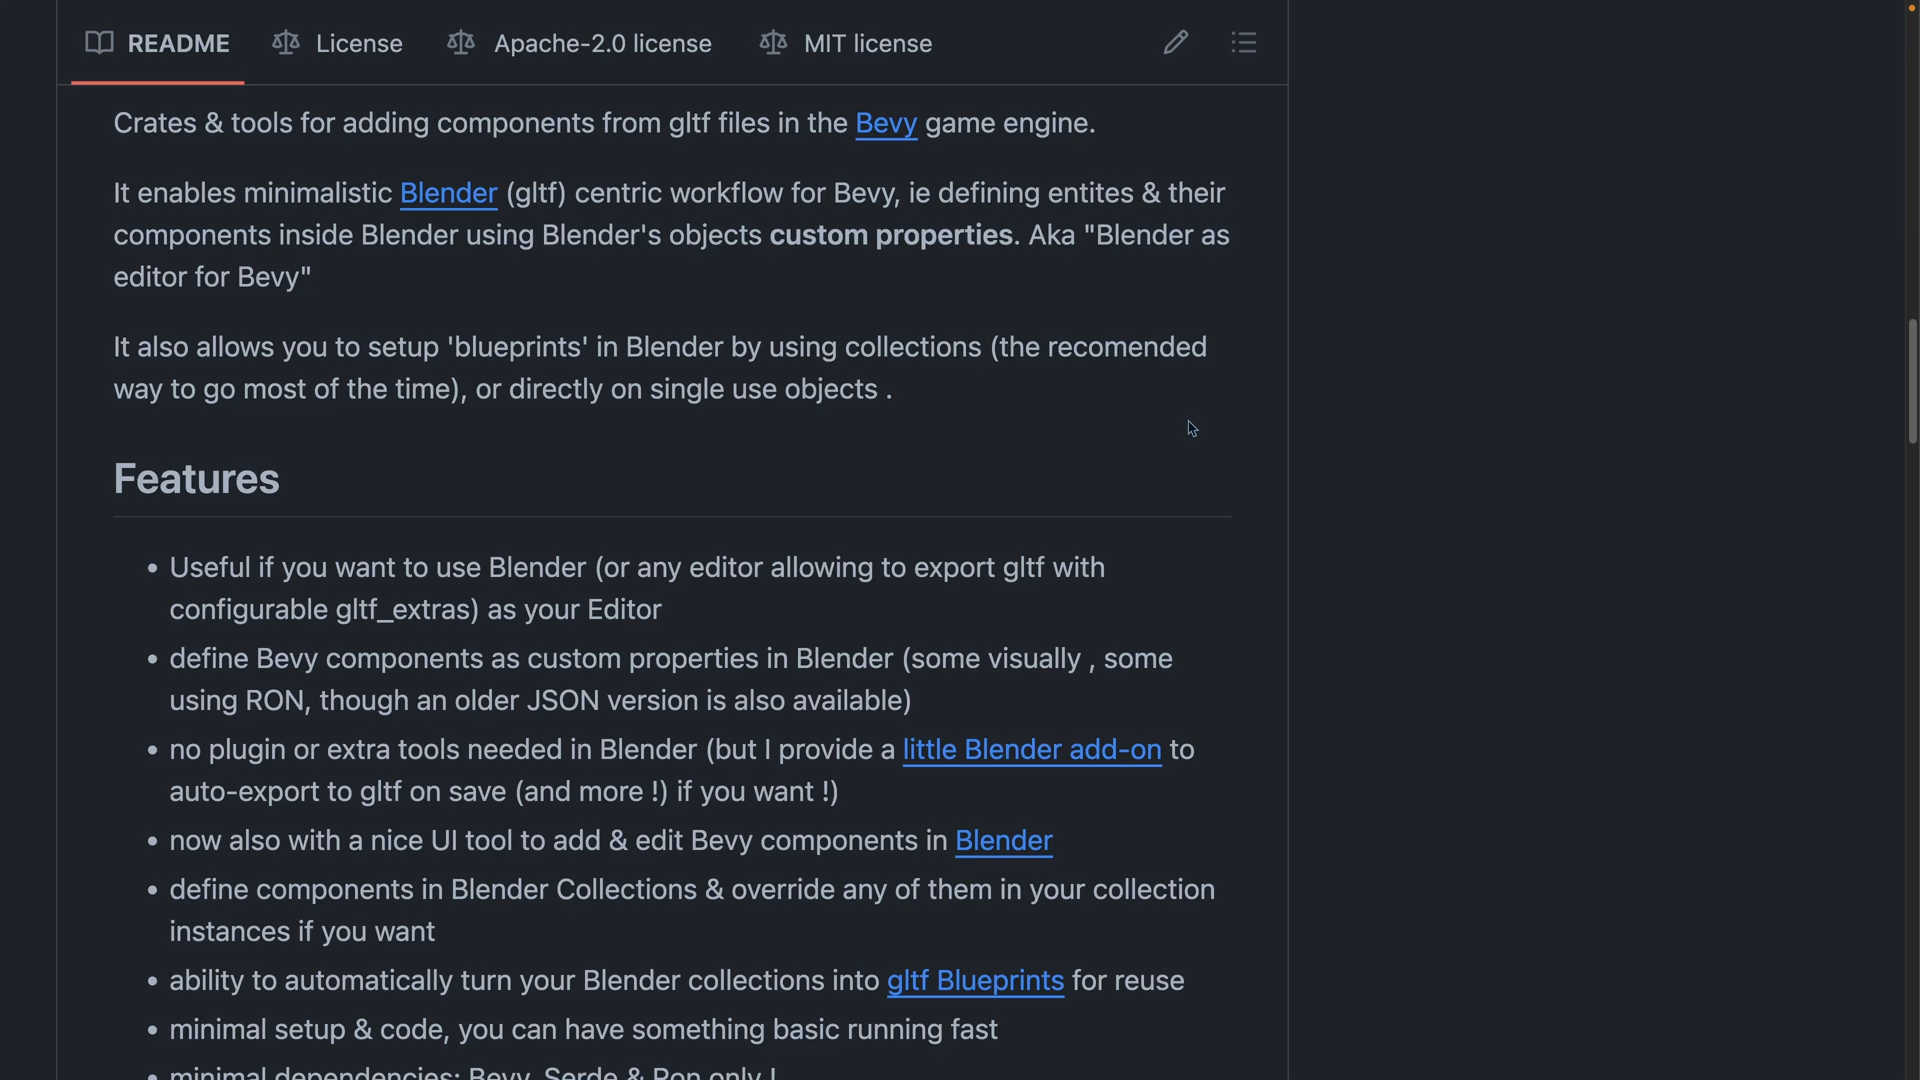 README License Apache-2.0 license MIT license
Crates & tools for adding components from gltf files in the Bevy game engine.
It enables minimalistic Blender (gltf) centric workflow for Bevy, ie defining entites & their
components inside Blender using Blender's objects custom properties. Aka "Blender as
editor for Bevy"
It also allows you to setup 'blueprints' in Blender by using collections (the recomended
way to go most of the time), or directly on single use objects .
Features
• Useful if you want to use Blender (or any editor allowing to export gltf with
configurable gltf_extras) as your Editor
• define Bevy components as custom properties in Blender (some visually , some
using RON, though an older JSON version is also available)
• no plugin or extra tools needed in Blender (but I provide a little Blender add-on to
auto-export to gltf on save (and more !) if you want !)
• now also with a nice UI tool to add & edit Bevy components in Blender
• define components in Blender Collections & override any of them in your collection
instances if you want
• ability to automatically turn your Blender collections into gltf Blueprints for reuse
• minimal setup & code, you can have something basic running fast
• minimal dependencies: Bevy, Serde & Ron only !